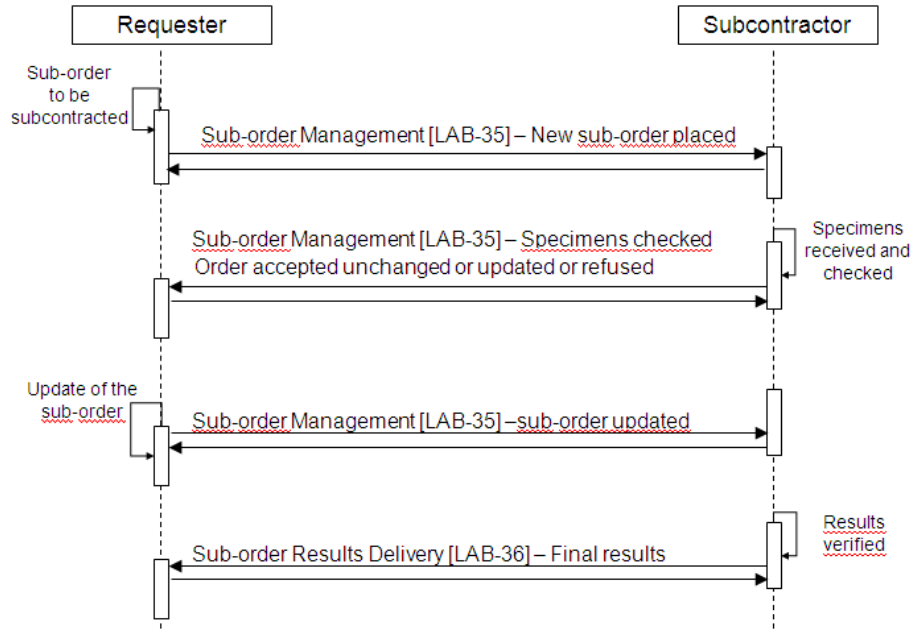 Requester
Subcontractor
Sub-order
to be
subcontracted
Sub-order Management [LAB-35] – New sub-order placed
Sub-order Management [LAB-35] – Specimens checked
Order accepted unchanged or updated or refused
Specimens
received and
checked
Update of the
sub-order
Sub-order Management [LAB-35] –sub-order updated
Sub-order Results Delivery [LAB-36] – Final results
Results
verified